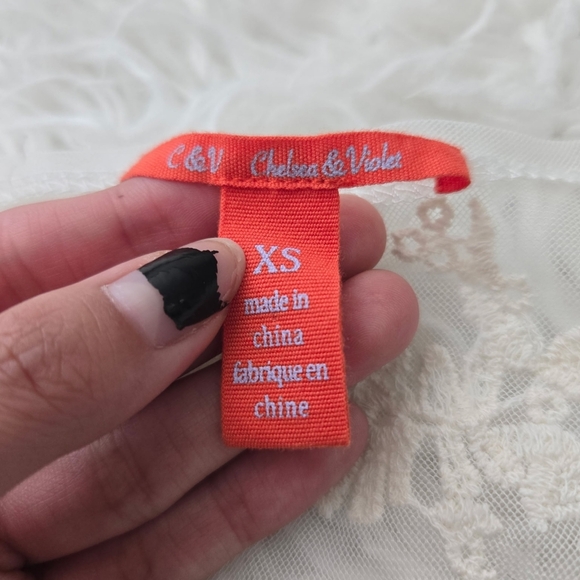 C & V Chelsea & Violet
XS
made in
china
fabrique en
chine